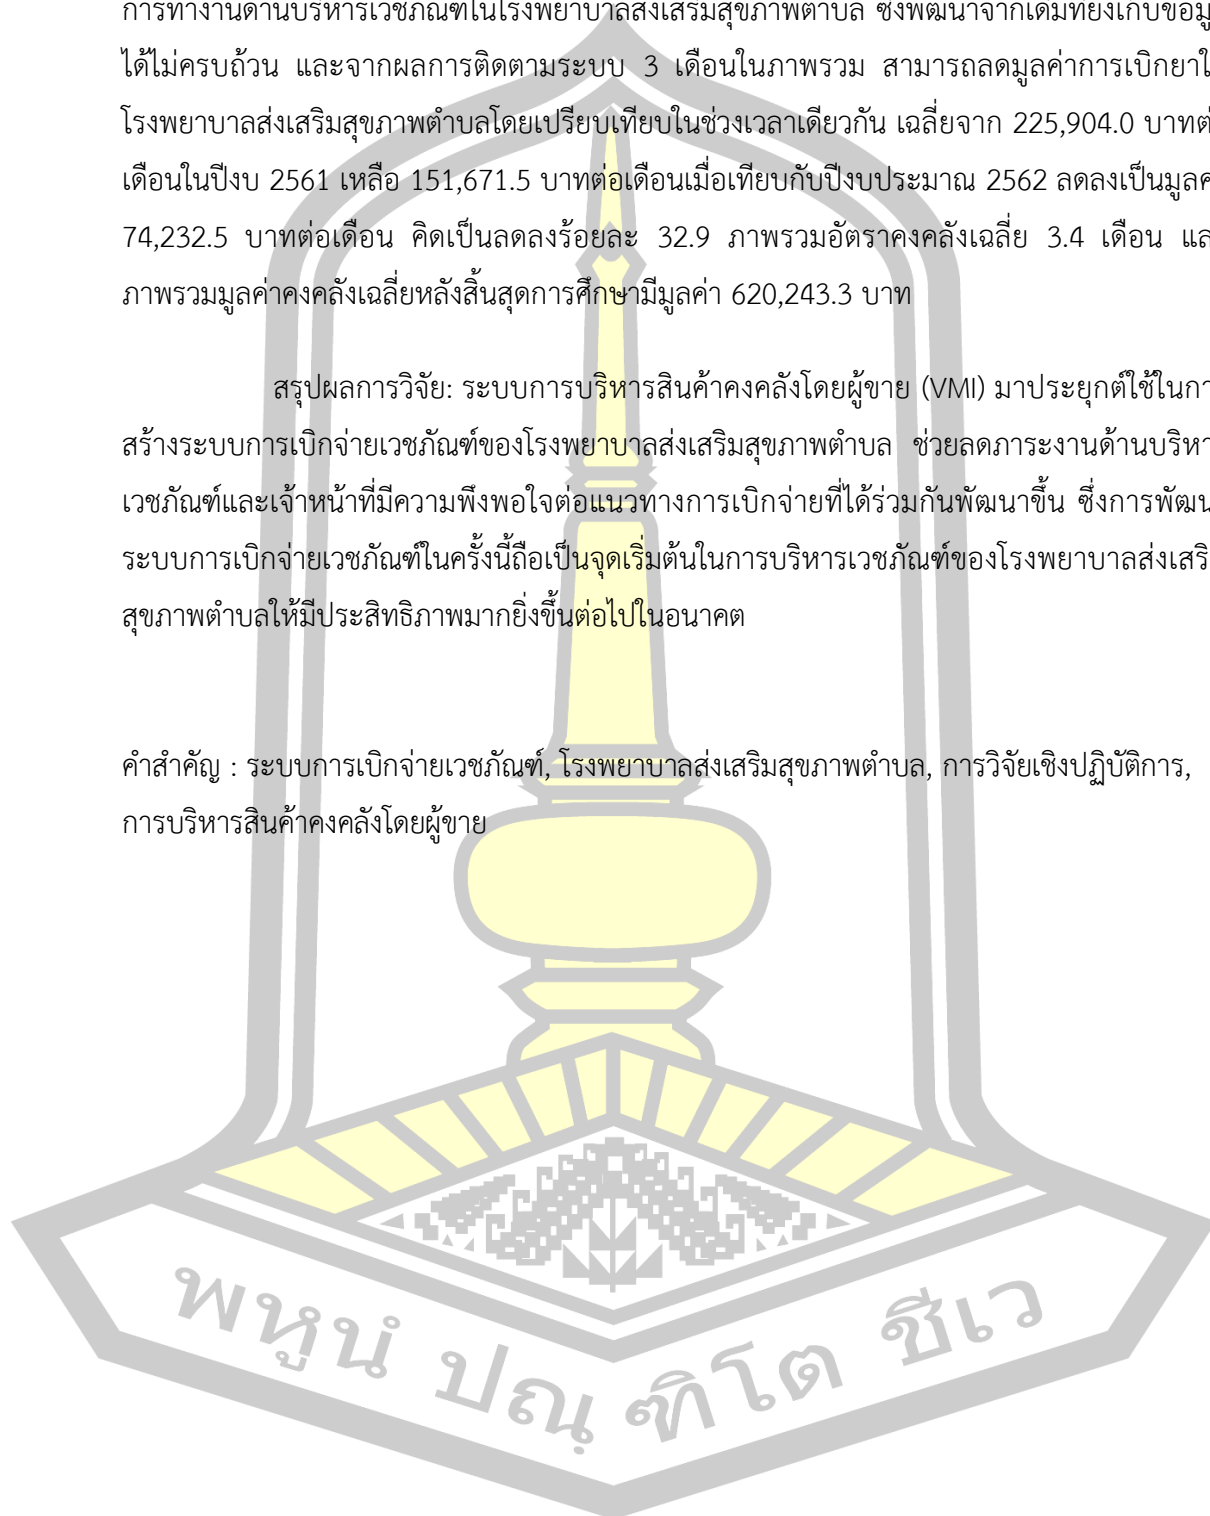 การทำงานด้านบริหารเวชภัณฑ์ในโรงพยาบาลส่งเสริมสุขภาพตำบล ซึ่งพัฒนาจากเดิมที่ยังเก็บข้อมู
ได้ไม่ครบถ้วน และจากผลการติดตามระบบ 3 เดือนในภาพรวม สามารถลดมูลค่าการเบิกยาใ
โรงพยาบาลส่งเสริมสุขภาพตำบลโดยเปรียบเทียบในช่วงเวลาเดียวกัน เฉลี่ยจาก 225,904.0 บาทต่
เดือนในปีงบ 2561 เหลือ 151,671.5 บาทต่อเดือนเมื่อเทียบกับปีงบประมาณ 2562 ลดลงเป็นมูลค
74,232.5 บาทต่อเดือน คิดเป็นลดลงร้อยละ 32.9 ภาพรวมอัตราคงคลังเฉลี่ย 3.4 เดือน แล
ภาพรวมมูลค่าคงคลังเฉลี่ยหลังสิ้นสุดการศึกษามีมูลค่า 620,243.3 บาท
สรุปผลการวิจัย: ระบบการบริหารสินค้าคงคลังโดยผู้ขาย (VMI) มาประยุกต์ใช้ในกา
สร้างระบบการเบิกจ่ายเวชภัณฑ์ของโรงพยาบาลส่งเสริมสุขภาพตำบล ช่วยลดภาระงานด้านบริหา
เวชภัณฑ์และเจ้าหน้าที่มีความพึงพอใจต่อแนวทางการเบิกจ่ายที่ได้ร่วมกันพัฒนาขึ้น ซึ่งการพัฒน
ระบบการเบิกจ่ายเวชภัณฑ์ในครั้งนี้ถือเป็นจุดเริ่มต้นในการบริหารเวชภัณฑ์ของโรงพยาบาลส่งเสริ
สุขภาพตำบลให้มีประสิทธิภาพมากยิ่งขึ้นต่อไปในอนาคต
คำสำคัญ : ระบบการเบิกจ่ายเวชภัณฑ์, โรงพยาบาลส่งเสริมสุขภาพตำบล, การวิจัยเชิงปฏิบัติการ,
การบริหารสินค้าคงคลังโดยผู้ขาย
พหูนํ ปณฺฑิโต ชีเว